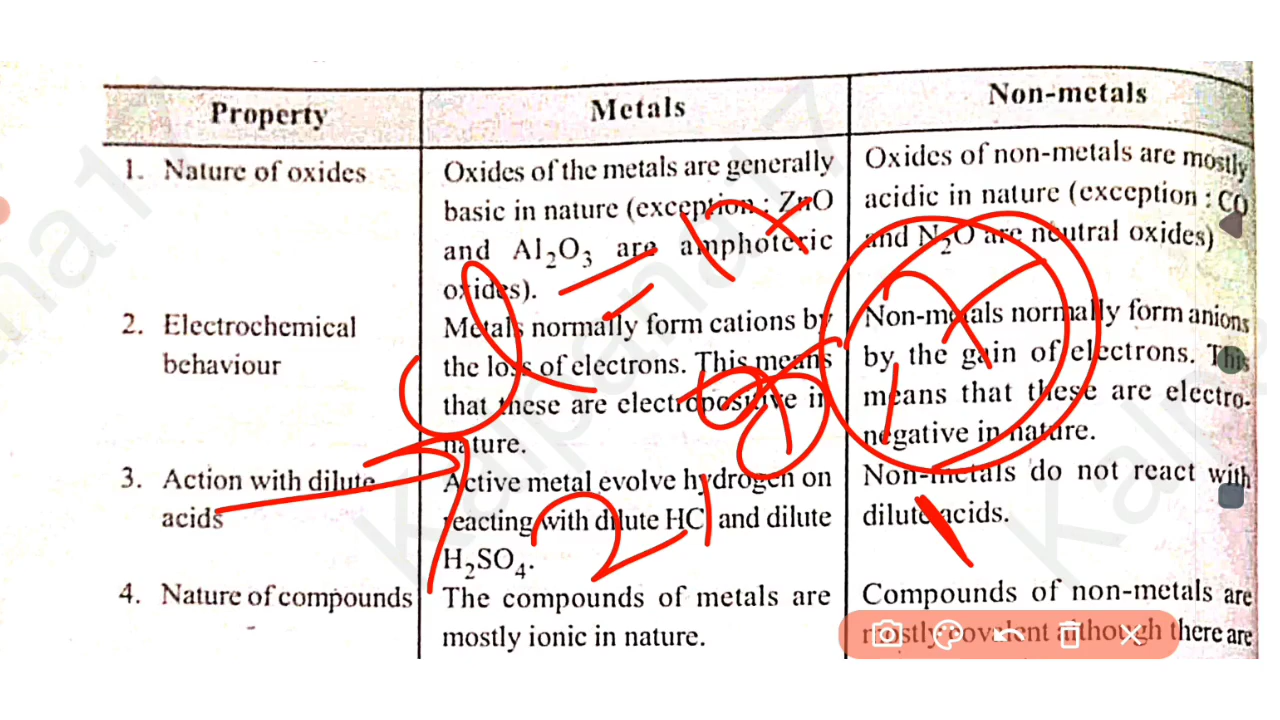 Property Metals Non-metals
1. Nature of oxides
Oxides of the metals are generally
basic in nature (exception : ZnO
and Al₂O₃ are amphoteric
oxides).
Oxides of non-metals are mostly
acidic in nature (exception : CO
and N₂O are neutral oxides)
2. Electrochemical
behaviour
Metals normally form cations by
the loss of electrons. This means
that these are electropositive in
nature.
Non-metals normally form anions
by the gain of electrons. This
means that these are electro-
negative in nature.
3. Action with dilute
acids
Active metal evolve hydrogen on
reacting with dilute HCl and dilute
H₂SO₄.
Non-metals do not react with
dilute acids.
4. Nature of compounds
The compounds of metals are
mostly ionic in nature.
Compounds of non-metals are
mostly covalent although there are